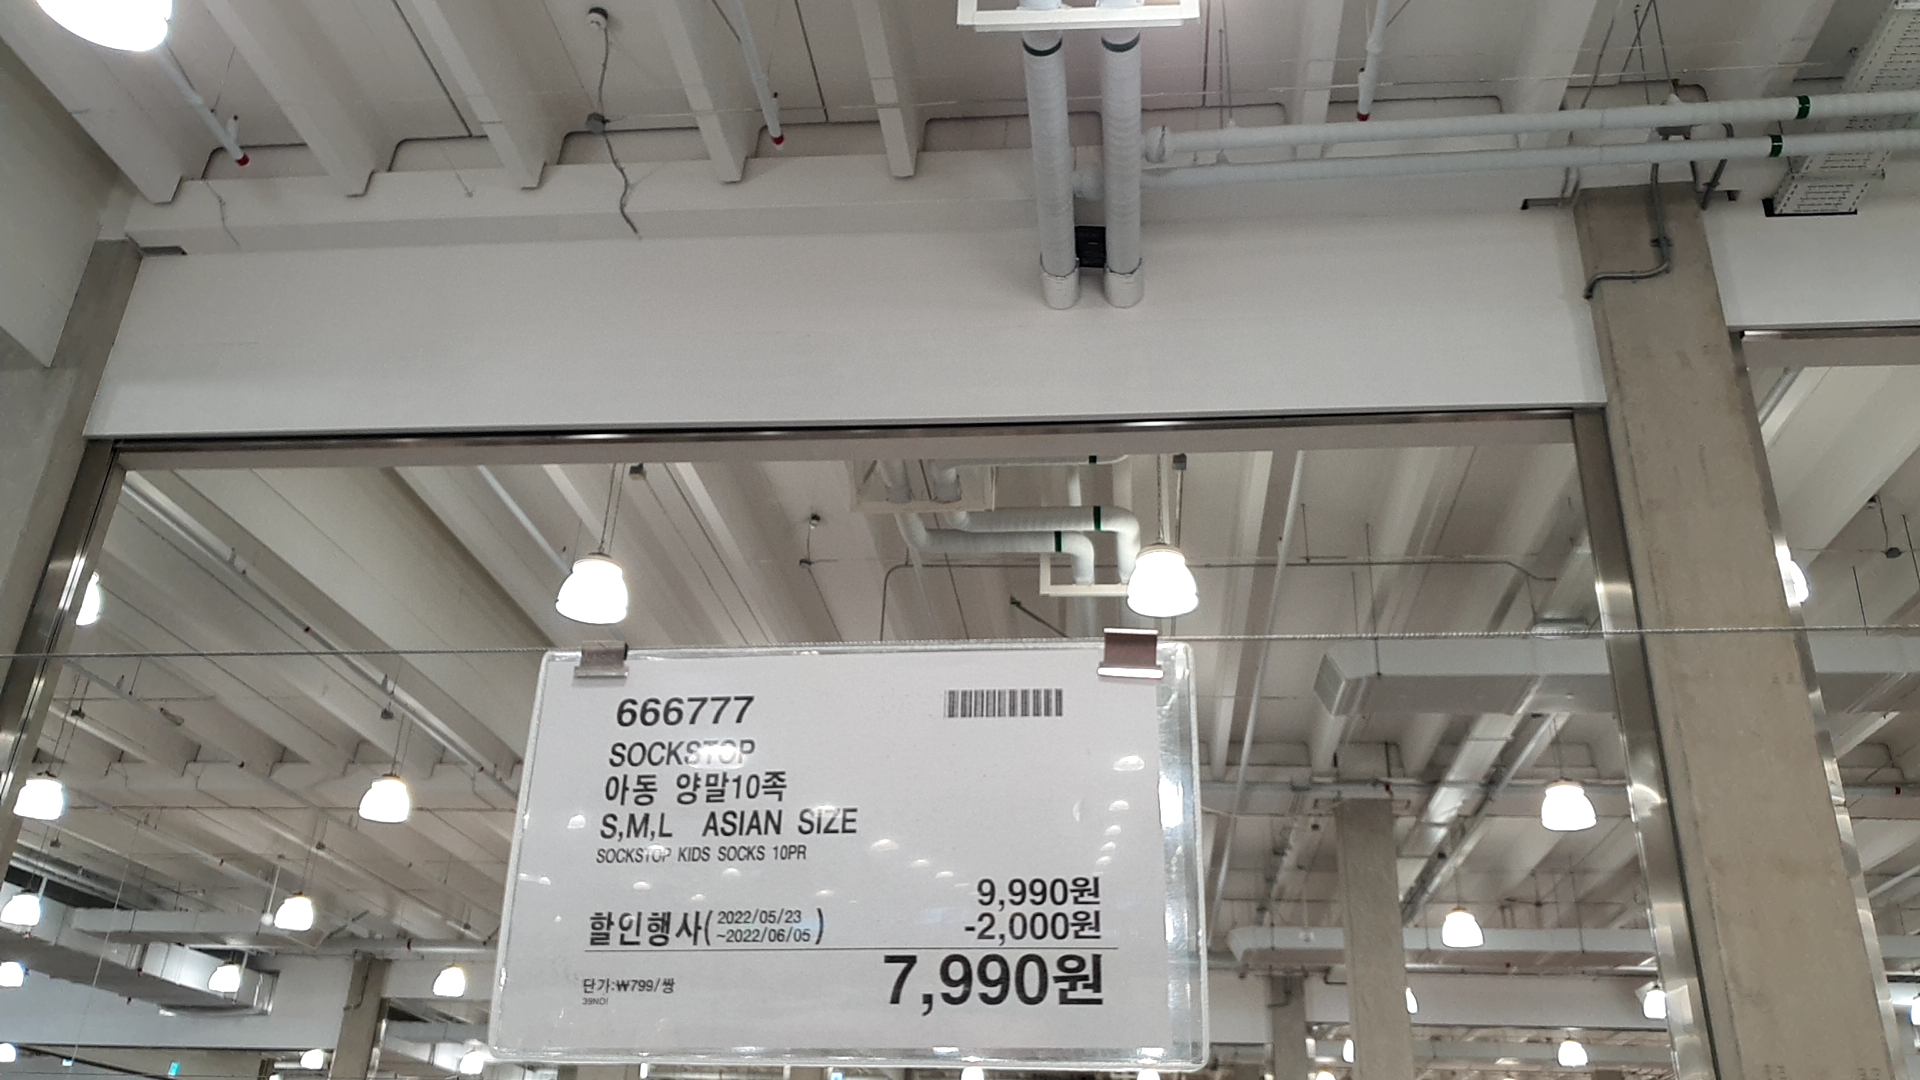 666777
SOCKSTOP
아동 양말10족
S,M,L ASIAN SIZE
SOCKSTOP KIDS SOCKS 10PR
9,990원
할인행사( 2022/05/23 ~2022/06/05 ) -2,000원
7,990원
단가:₩799/쌍